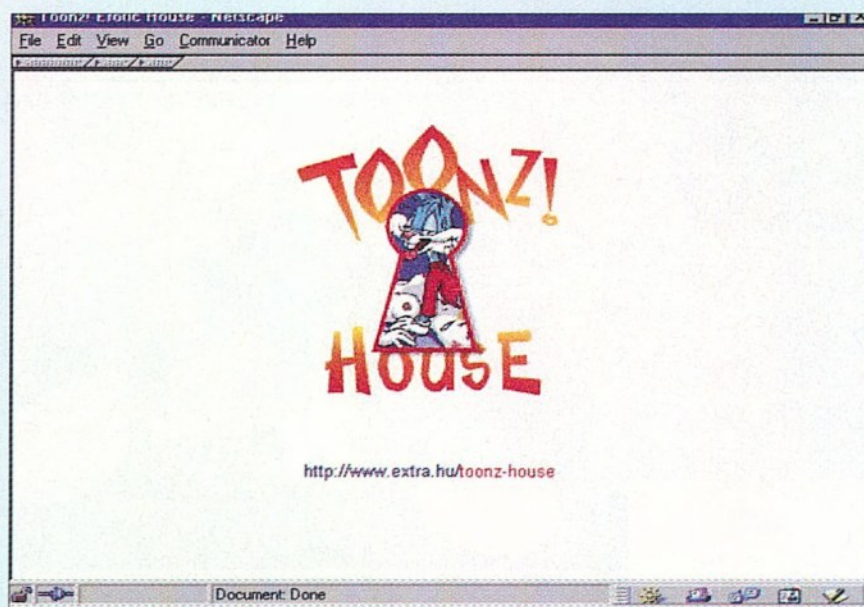 Toonz! Erotic House - Netscape
File Edit View Go Communicator Help
TOONZ!
HOUSE
http://www.extra.hu/toonz-house
Document: Done